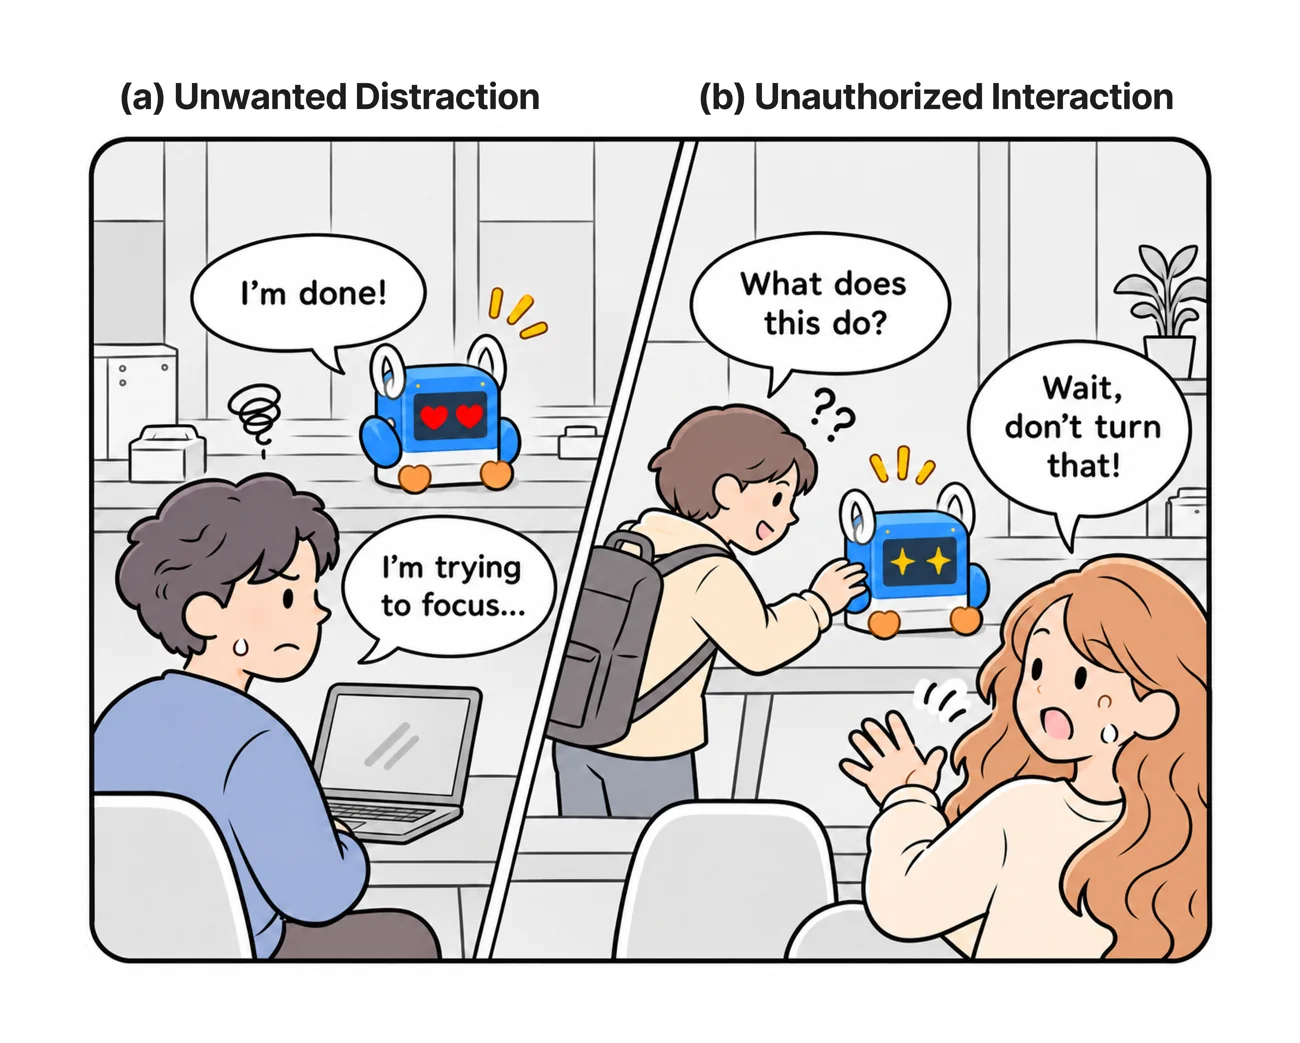 (a) Unwanted Distraction
(b) Unauthorized Interaction
I'm done!
I'm trying
to focus...
What does
this do?
??
Wait,
don't turn
that!